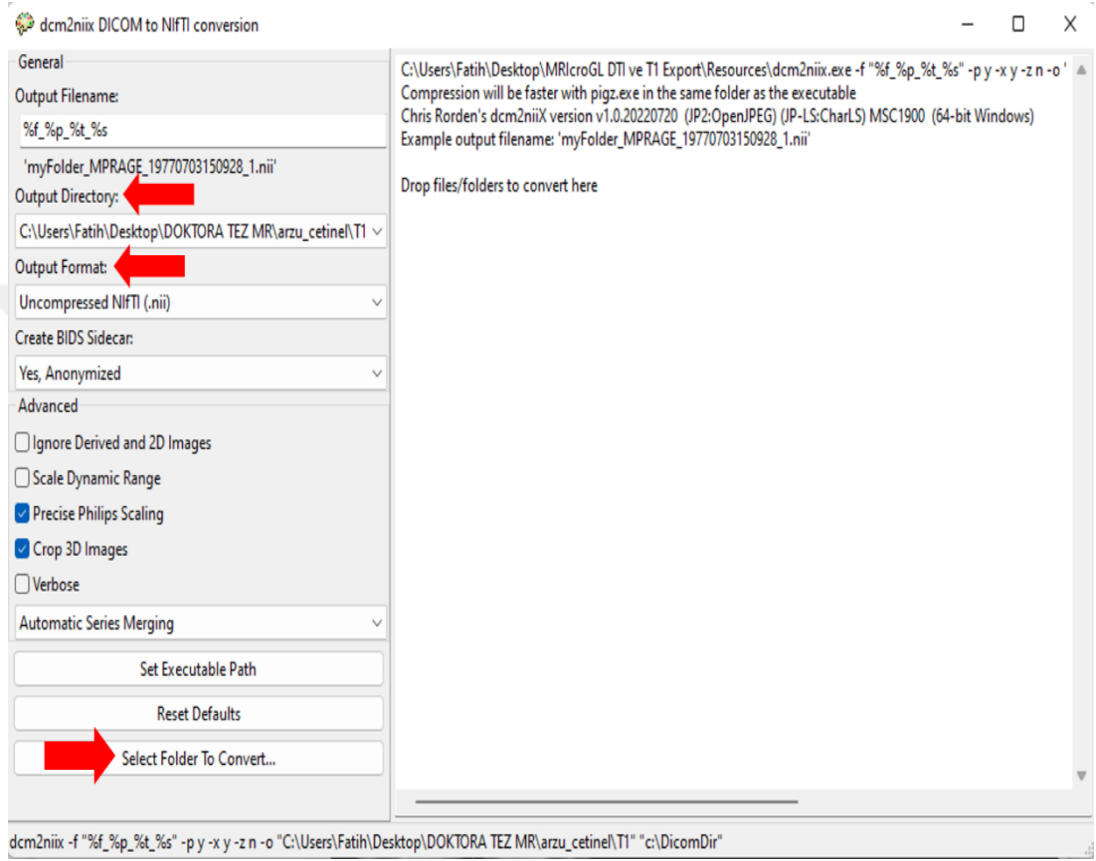 dcm2niix DICOM to NIfTI conversion
General
Output Filename:
%f_%p_%t_%s
'myFolder_MPRAGE_19770703150928_1.nii'
Output Directory:
C:\Users\Fatih\Desktop\DOKTORA TEZ MR\arzu_cetinel\T1
Output Format:
Uncompressed NIfTI (.nii)
Create BIDS Sidecar:
Yes, Anonymized
Advanced
Ignore Derived and 2D Images
Scale Dynamic Range
Precise Philips Scaling
Crop 3D Images
Verbose
Automatic Series Merging
Set Executable Path
Reset Defaults
Select Folder To Convert...
C:\Users\Fatih\Desktop\MRIcroGL DTI ve T1 Export\Resources\dcm2niix.exe -f "%f_%p_%t_%s" -p y -x y -z n -o '
Compression will be faster with pigz.exe in the same folder as the executable
Chris Rorden's dcm2niiX version v1.0.20220720 (JP2:OpenJPEG) (JP-LS:CharLS) MSC1900 (64-bit Windows)
Example output filename: 'myFolder_MPRAGE_19770703150928_1.nii'
Drop files/folders to convert here
dcm2niix -f "%f_%p_%t_%s" -p y -x y -z n -o "C:\Users\Fatih\Desktop\DOKTORA TEZ MR\arzu_cetinel\T1" "c:\DicomDir"